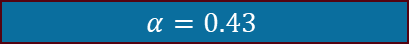 α = 0.43